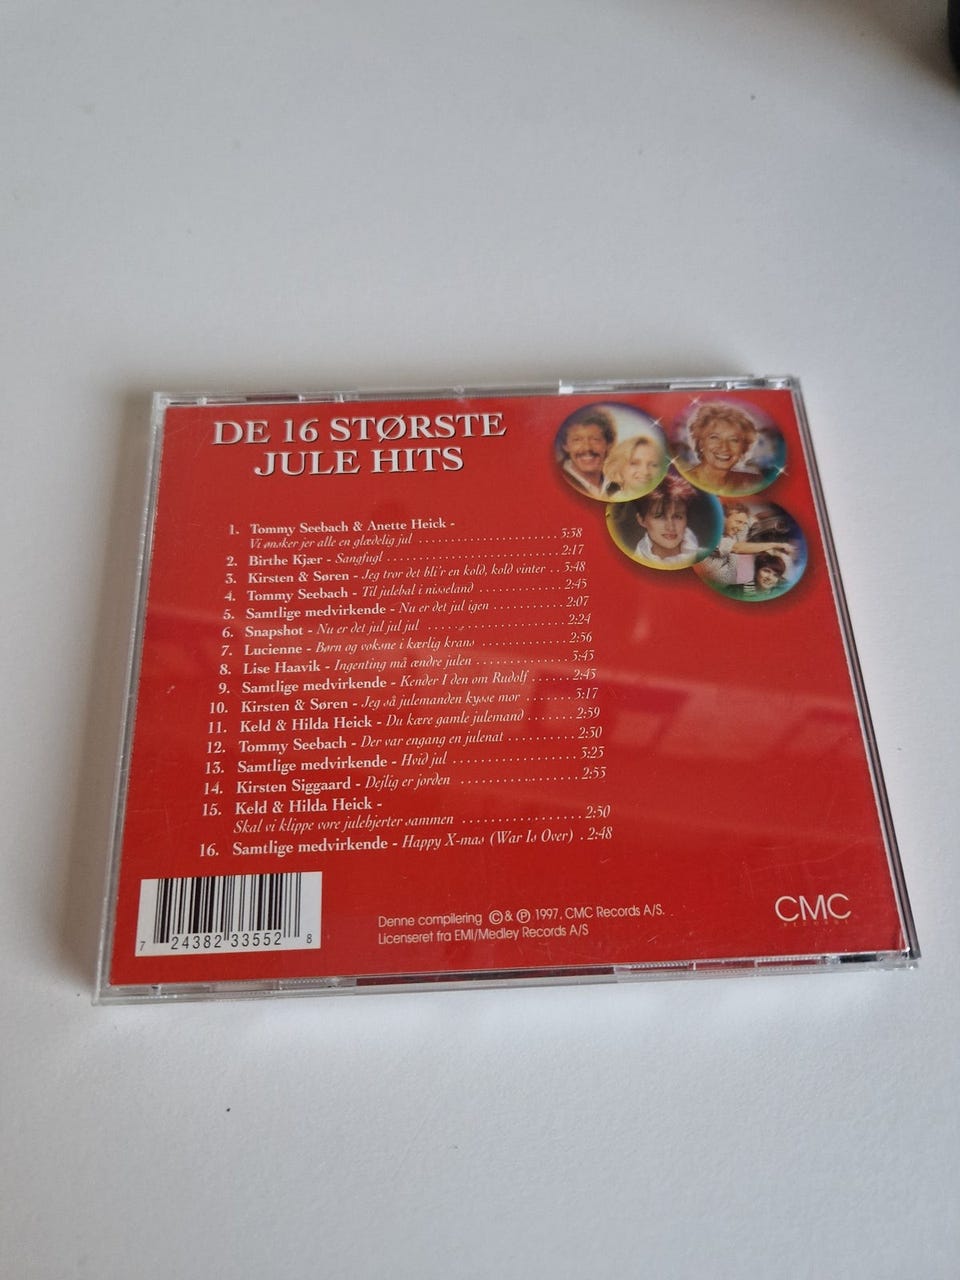 DE 16 STØRSTE
JULE HITS
1. Tommy Seebach & Anette Heick -
Vi ønsker jer alle en glædelig jul 3:38
2. Birthe Kjær - Sangfugl 2:17
3. Kirsten & Søren - Jeg tror det bli'r en kold, kold vinter 3:48
4. Tommy Seebach - Til julebal i nisseland 2:45
5. Samtlige medvirkende - Nu er det jul igen 2:07
6. Snapshot - Nu er det jul jul jul 2:24
7. Lucienne - Børn og voksne i kærlig krans 2:56
8. Lise Haavik - Ingenting må ændre julen 3:43
9. Samtlige medvirkende - Kender I den om Rudolf 2:43
10. Kirsten & Søren - Jeg så julemanden kysse mor 3:17
11. Keld & Hilda Heick - Du kære gamle julemand 2:59
12. Tommy Seebach - Der var engang en julenat 2:50
13. Samtlige medvirkende - Hvid jul 3:23
14. Kirsten Siggaard - Dejlig er jorden 2:53
15. Keld & Hilda Heick -
Skal vi klippe vore julehjerter sammen 2:50
16. Samtlige medvirkende - Happy X-mas (War Is Over) 2:48
7 24382 33552 8
Denne compilering © & ℗ 1997, CMC Records A/S.
Licenseret fra EMI/Medley Records A/S
CMC
RECORDS